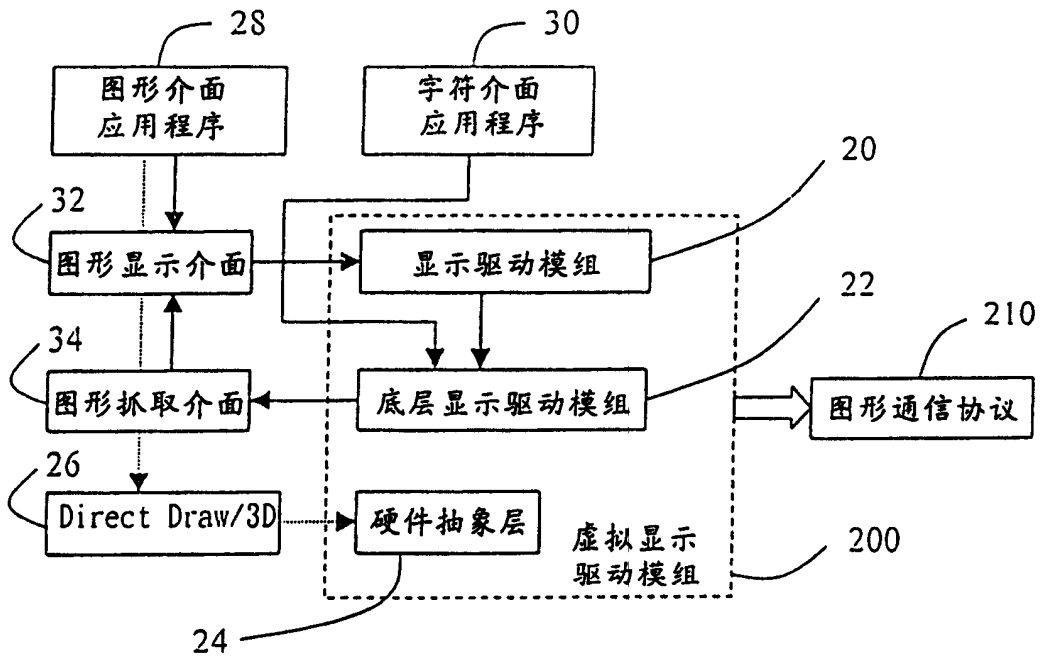 28
30
图形介面
应用程序
字符介面
应用程序
20
32
图形显示介面
显示驱动模组
22
210
34
图形抓取介面
底层显示驱动模组
图形通信协议
26
Direct Draw/3D
硬件抽象层
虚拟显示
驱动模组
200
24